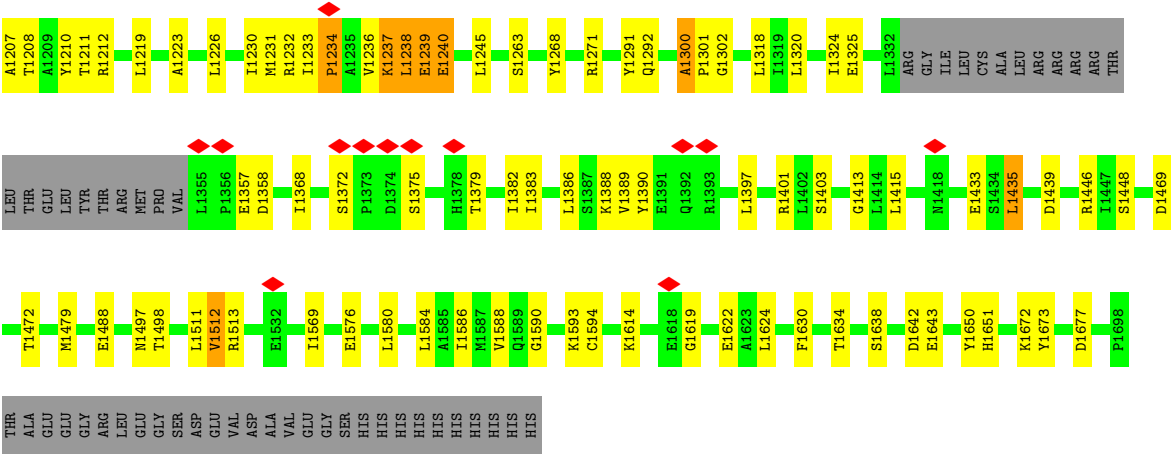 A1207 T1208 A1209 Y1210 T1211 R1212 L1219 A1223 L1226 I1230 M1231 R1232 I1233 P1234 A1235 V1236 K1237 L1238 E1239 E1240 L1245 S1263 Y1268 R1271 Y1291 Q1292 A1300 P1301 G1302 L1318 I1319 L1320 I1324 E1325 L1332 ARG GLY ILE LEU CYS ALA LEU ARG ARG ARG ARG THR
LEU THR GLU LEU TYR THR ARG MET PRO VAL L1355 P1356 E1357 D1358 I1368 S1372 P1373 D1374 S1375 H1378 T1379 I1382 I1383 L1386 S1387 K1388 V1389 Y1390 E1391 Q1392 R1393 L1397 R1401 L1402 S1403 G1413 L1414 L1415 N1418 E1433 S1434 L1435 D1439 R1446 I1447 S1448 D1469
T1472 M1479 E1488 N1497 T1498 L1511 V1512 R1513 E1532 I1569 E1576 L1580 L1584 A1585 I1586 M1587 V1588 Q1589 G1590 K1593 C1594 K1614 E1618 G1619 E1622 A1623 L1624 F1630 T1634 S1638 D1642 E1643 Y1650 H1651 K1672 Y1673 D1677 P1698
THR ALA GLU GLU GLY ARG LEU GLU GLY SER ASP GLU VAL ASP ALA VAL GLU GLY SER HIS HIS HIS HIS HIS HIS HIS HIS